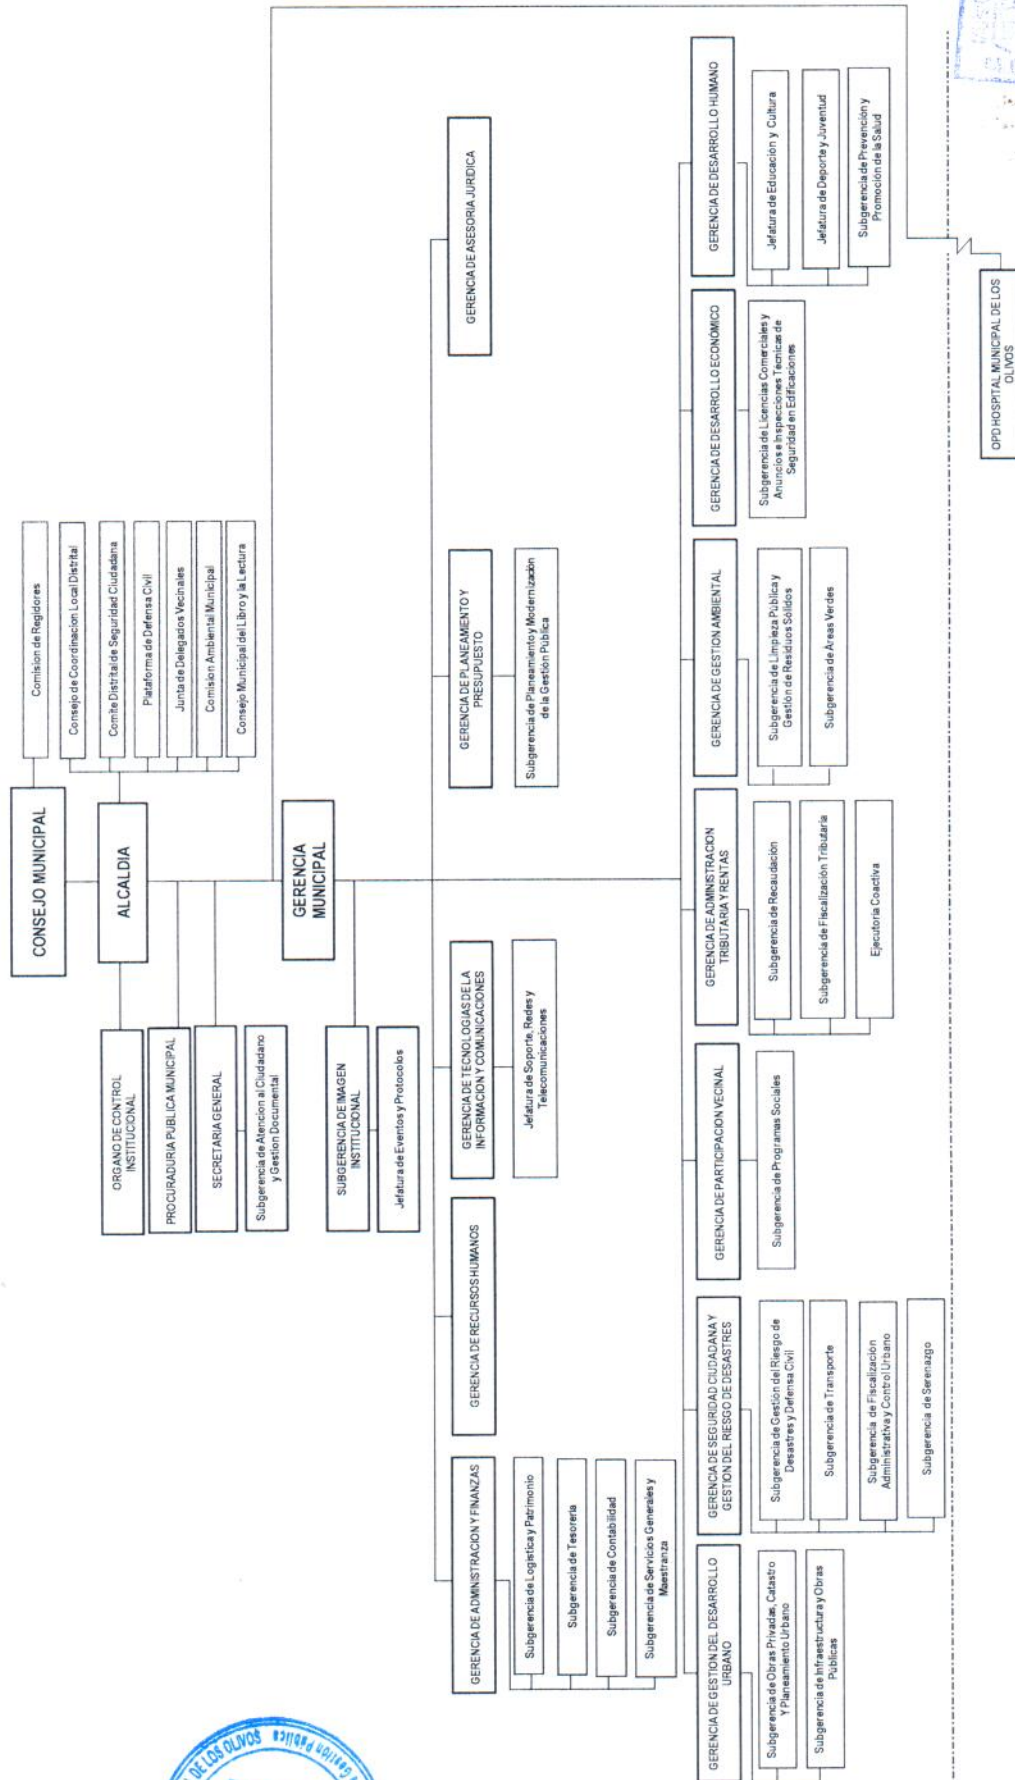 CONSEJO MUNICIPAL
Comision de Regidores
ALCALDIA
Consejo de Coordinacion Local Distrital
Comite Distrital de Seguridad Ciudadana
Plataforma de Defensa Civil
Junta de Delegados Vecinales
Comision Ambiental Municipal
Consejo Municipal del Libro y la Lectura
ORGANO DE CONTROL
INSTITUCIONAL
PROCURADURIA PUBLICA MUNICIPAL
SECRETARIA GENERAL
Subgerencia de Atencion al Ciudadano
y Gestion Documental
GERENCIA
MUNICIPAL
SUBGERENCIA DE IMAGEN
INSTITUCIONAL
Jefatura de Eventos y Protocolos
GERENCIA DE ADMINISTRACION Y FINANZAS
Subgerencia de Logística y Patrimonio
Subgerencia de Tesorería
Subgerencia de Contabilidad
Subgerencia de Servicios Generales y
Maestranza
GERENCIA DE RECURSOS HUMANOS
GERENCIA DE TECNOLOGIAS DE LA
INFORMACION Y COMUNICACIONES
Jefatura de Soporte, Redes y
Telecomunicaciones
GERENCIA DE PLANEAMIENTO Y
PRESUPUESTO
Subgerencia de Planeamiento y Modernización
de la Gestión Pública
GERENCIA DE ASESORIA JURIDICA
GERENCIA DE GESTION DEL DESARROLLO
URBANO
Subgerencia de Obras Privadas, Catastro
Y Planeamiento Urbano
Subgerencia de Infraestructura y Obras
Públicas
GERENCIA DE SEGURIDAD CIUDADANA Y
GESTION DEL RIESGO DE DESASTRES
Subgerencia de Gestión del Riesgo de
Desastres y Defensa Civil
Subgerencia de Transporte
Subgerencia de Fiscalización
Administrativa y Control Urbano
Subgerencia de Serenazgo
GERENCIA DE PARTICIPACION VECINAL
Subgerencia de Programas Sociales
GERENCIA DE ADMINISTRACION
TRIBUTARIA Y RENTAS
Subgerencia de Recaudación
Subgerencia de Fiscalización Tributaria
Ejecutoria Coactiva
GERENCIA DE GESTION AMBIENTAL
Subgerencia de Limpieza Pública y
Gestión de Residuos Sólidos
Subgerencia de Áreas Verdes
GERENCIA DE DESARROLLO ECONÓMICO
Subgerencia de Licencias Comerciales y
Anuncios e Inspecciones Técnicas de
Seguridad en Edificaciones
GERENCIA DE DESARROLLO HUMANO
Jefatura de Educación y Cultura
Jefatura de Deporte y Juventud
Subgerencia de Prevención y
Promoción de la Salud
OPD HOSPITAL MUNICIPAL DE LOS
OLIVOS
DE LOS OLIVOS
Gestión Pública